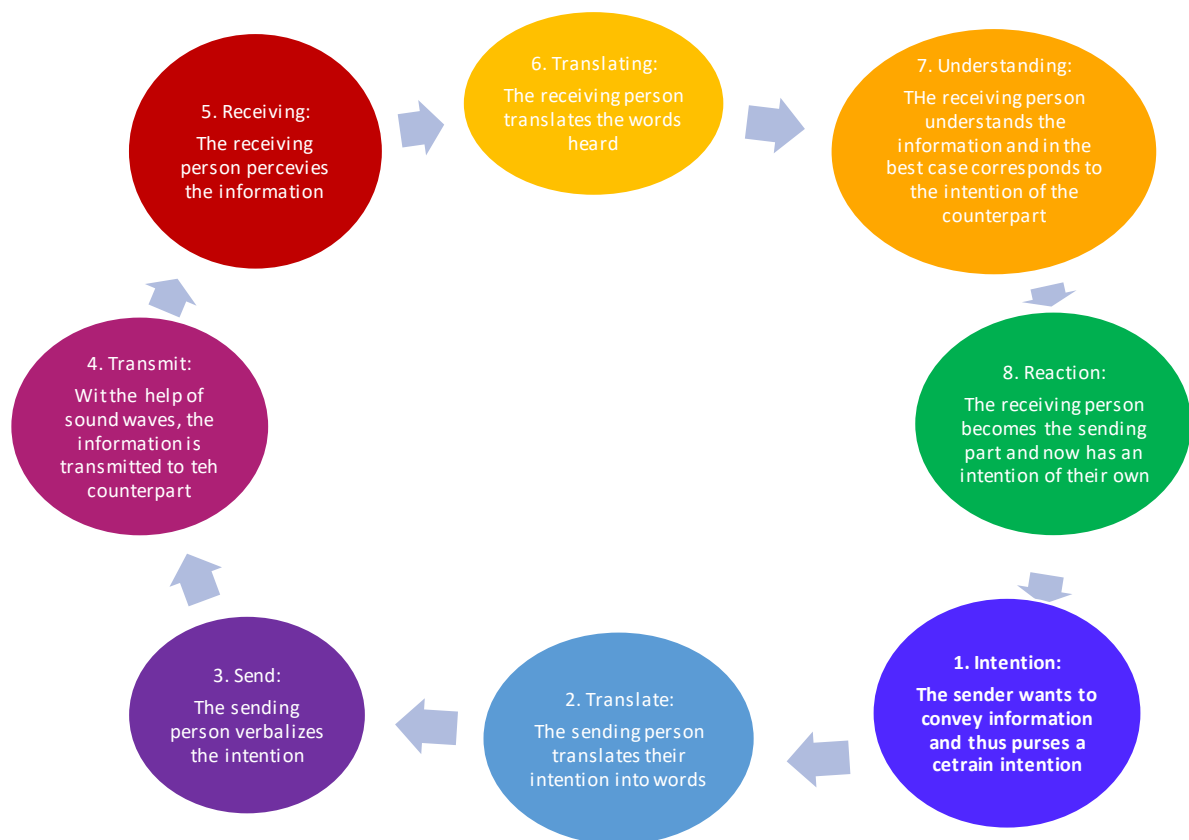 6. Translating:
The receiving person
translates the words
heard
7. Understanding:
THe receiving person
understands the
information and in the
best case corresponds to
the intention of the
counterpart
5. Receiving:
The receiving
person percevies
the information
4. Transmit:
Wit the help of
sound waves, the
information is
transmitted to teh
counterpart
8. Reaction:
The receiving person
becomes the sending
part and now has an
intention of their own
3. Send:
The sending
person verbalizes
the intention
2. Translate:
The sending person
translates their
intention into words
1. Intention:
The sender wants to
convey information
and thus purses a
cetrain intention